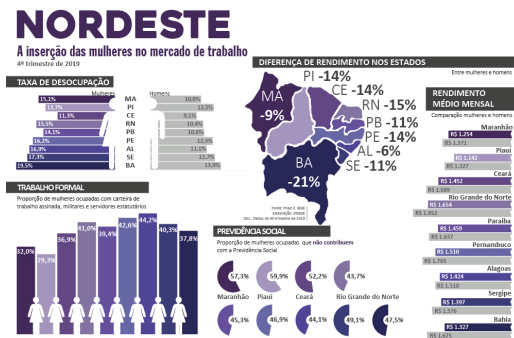 NORDESTE
A inserção das mulheres no mercado de trabalho
4º trimestre de 2019
TAXA DE DESOCUPAÇÃO
Mulheres
Homens
15,1% MA 10,0%
13,7% PI 12,5%
11,3% CE 9,1%
15,5% RN 10,4%
14,1% PB 10,6%
16,2% PE 12,3%
16,9% AL 11,1%
17,3% SE 12,7%
19,5% BA 13,9%
DIFERENÇA DE RENDIMENTO NOS ESTADOS
Entre mulheres e homens
PI -14%
CE -14%
MA -9%
RN -15%
PB -11%
PE -14%
AL -6%
SE -11%
BA -21%
RENDIMENTO
MÉDIO MENSAL
Comparação mulheres e homens
Maranhão
R$ 1.254
R$ 1.371
Piauí
R$ 1.142
R$ 1.327
Ceará
R$ 1.452
R$ 1.689
Rio Grande do Norte
R$ 1.654
R$ 1.952
Paraíba
R$ 1.459
R$ 1.637
Pernambuco
R$ 1.510
R$ 1.765
Alagoas
R$ 1.424
R$ 1.510
Sergipe
R$ 1.397
R$ 1.576
Bahia
R$ 1.327
R$ 1.675
TRABALHO FORMAL
Proporção de mulheres ocupadas com carteira de
trabalho assinada, militares e servidores estatutários
32,0% 29,3% 36,9% 41,0% 39,4% 42,6% 44,2% 40,3% 37,8%
PREVIDÊNCIA SOCIAL
Proporção de mulheres ocupadas que não contribuem
com a Previdência Social
57,3% 59,9% 52,2% 43,7%
Maranhão Piauí Ceará Rio Grande do Norte
45,3% 46,9% 44,1% 49,1% 47,5%